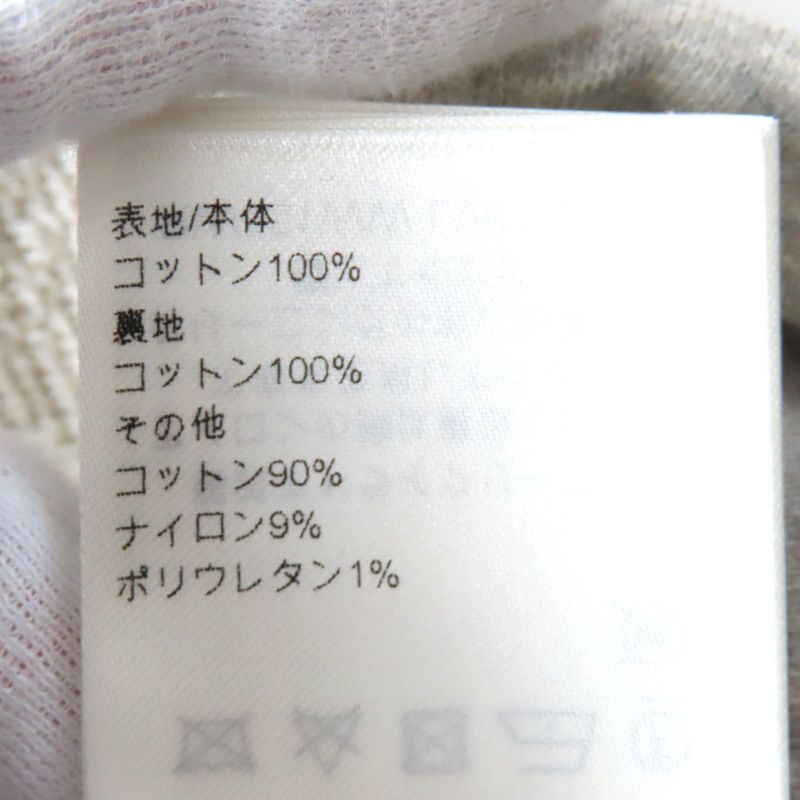 表地/本体
コットン100%
裏地
コットン100%
その他
コットン90%
ナイロン9%
ポリウレタン1%